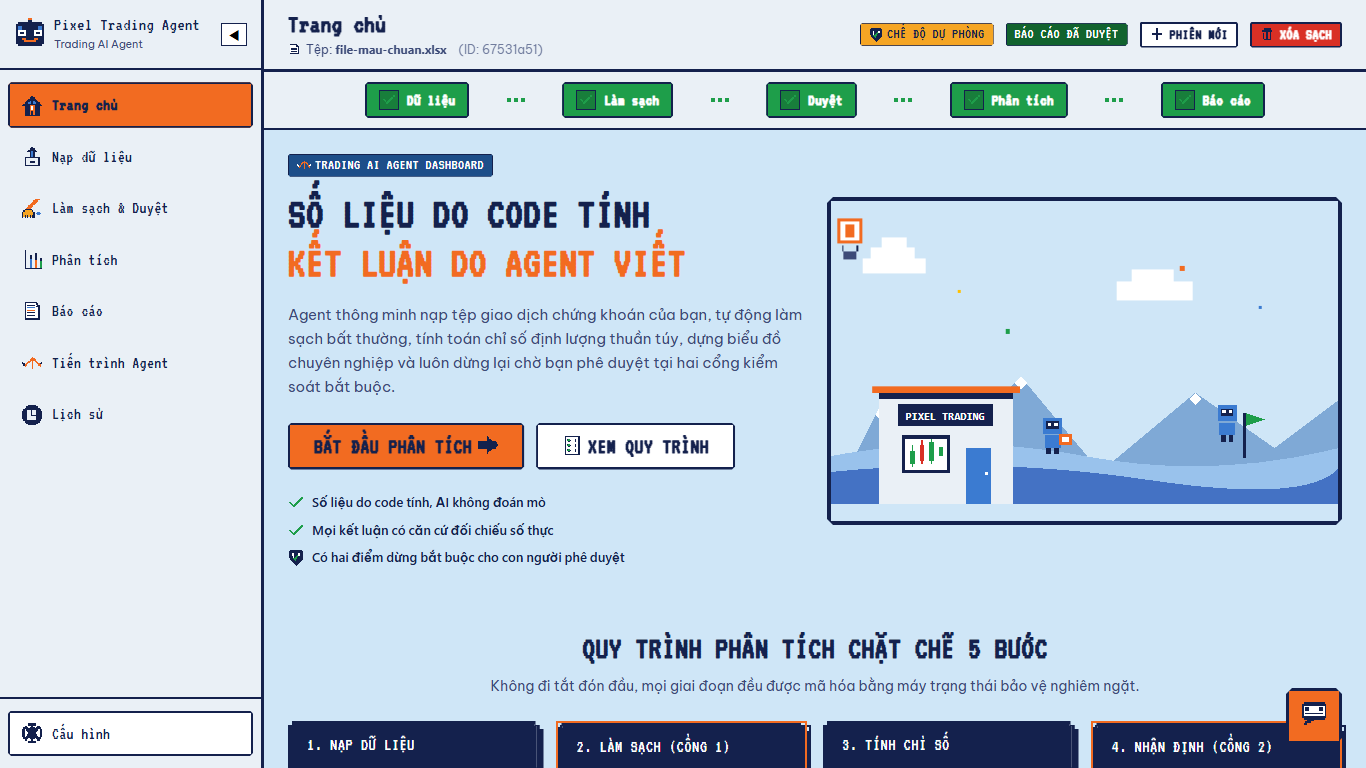 Pixel Trading Agent
Trading AI Agent
Trang chủ
Nạp dữ liệu
Làm sạch & Duyệt
Phân tích
Báo cáo
Tiến trình Agent
Lịch sử
Cấu hình
Trang chủ
Tệp: file-mau-chuan.xlsx (ID: 67531a51)
CHẾ ĐỘ DỰ PHÒNG
BÁO CÁO ĐÃ DUYỆT
PHIÊN MỚI
XÓA SẠCH
Dữ liệu
Làm sạch
Duyệt
Phân tích
Báo cáo
TRADING AI AGENT DASHBOARD
SỐ LIỆU DO CODE TÍNH
KẾT LUẬN DO AGENT VIẾT
Agent thông minh nạp tệp giao dịch chứng khoán của bạn, tự động làm
sạch bất thường, tính toán chỉ số định lượng thuần túy, dựng biểu đồ
chuyên nghiệp và luôn dừng lại chờ bạn phê duyệt tại hai cổng kiểm
soát bắt buộc.
BẮT ĐẦU PHÂN TÍCH
XEM QUY TRÌNH
Số liệu do code tính, AI không đoán mò
Mọi kết luận có căn cứ đối chiếu số thực
Có hai điểm dừng bắt buộc cho con người phê duyệt
PIXEL TRADING
QUY TRÌNH PHÂN TÍCH CHẶT CHẼ 5 BƯỚC
Không đi tắt đón đầu, mọi giai đoạn đều được mã hóa bằng máy trạng thái bảo vệ nghiêm ngặt.
1. NẠP DỮ LIỆU
2. LÀM SẠCH (CỔNG 1)
3. TÍNH CHỈ SỐ
4. NHẬN ĐỊNH (CỔNG 2)